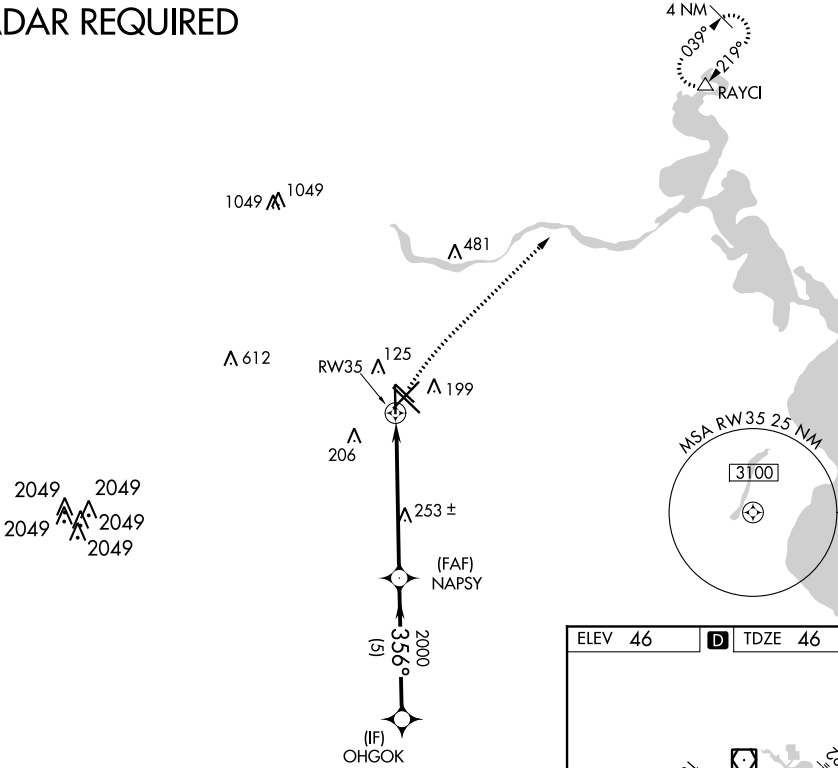 RADAR REQUIRED
4 NM
039°
219°
RAYCI
1049
1049
481
612
125
RW35
199
206
MSA RW35 25 NM
3100
2049
2049
2049
2049
2049
253 ±
(FAF)
NAPSY
2000
356°
(5)
(IF)
OHGOK
ELEV 46
D
TDZE 46